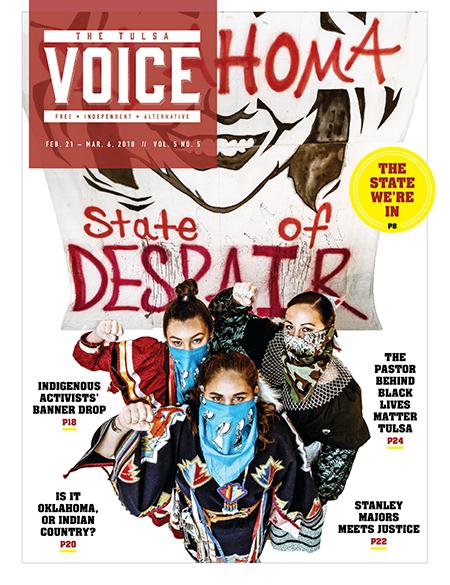 THE TULSA
VOICE
FREE • INDEPENDENT • ALTERNATIVE
FEB. 21 – MAR. 6, 2018 // VOL. 5 NO. 5
HOMA
THE
STATE
WE'RE
IN
P8
State of
DESPAIR
INDIGENOUS
ACTIVISTS'
BANNER DROP
P18
THE
PASTOR
BEHIND
BLACK
LIVES
MATTER
TULSA
P24
IS IT
OKLAHOMA,
OR INDIAN
COUNTRY?
P20
STANLEY
MAJORS
MEETS JUSTICE
P22